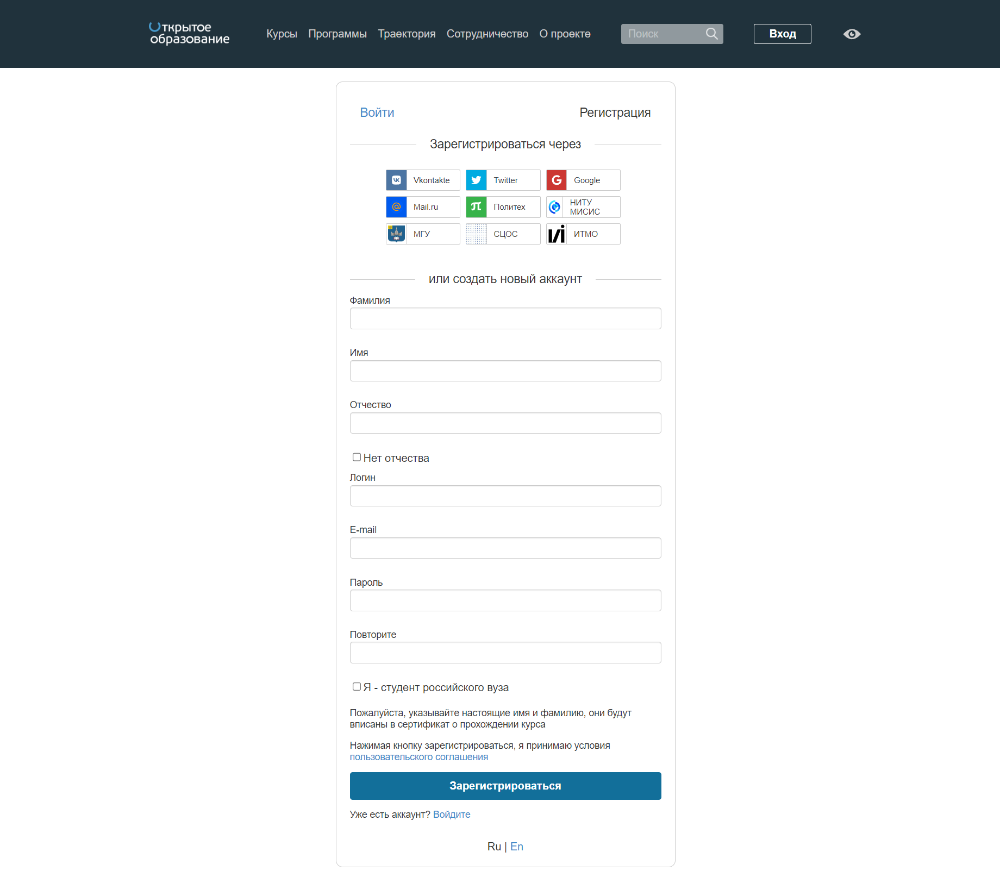 Открытое
образование
Курсы Программы Траектория Сотрудничество О проекте
Поиск
Вход
Войти
Регистрация
Зарегистрироваться через
Vkontakte
Twitter
Google
Mail.ru
Политех
НИТУ
МИСИС
МГУ
СЦОС
ИТМО
или создать новый аккаунт
Фамилия
Имя
Отчество
Нет отчества
Логин
E-mail
Пароль
Повторите
Я - студент российского вуза
Пожалуйста, указывайте настоящие имя и фамилию, они будут
вписаны в сертификат о прохождении курса
Нажимая кнопку зарегистрироваться, я принимаю условия
пользовательского соглашения
Зарегистрироваться
Уже есть аккаунт? Войдите
Ru | En